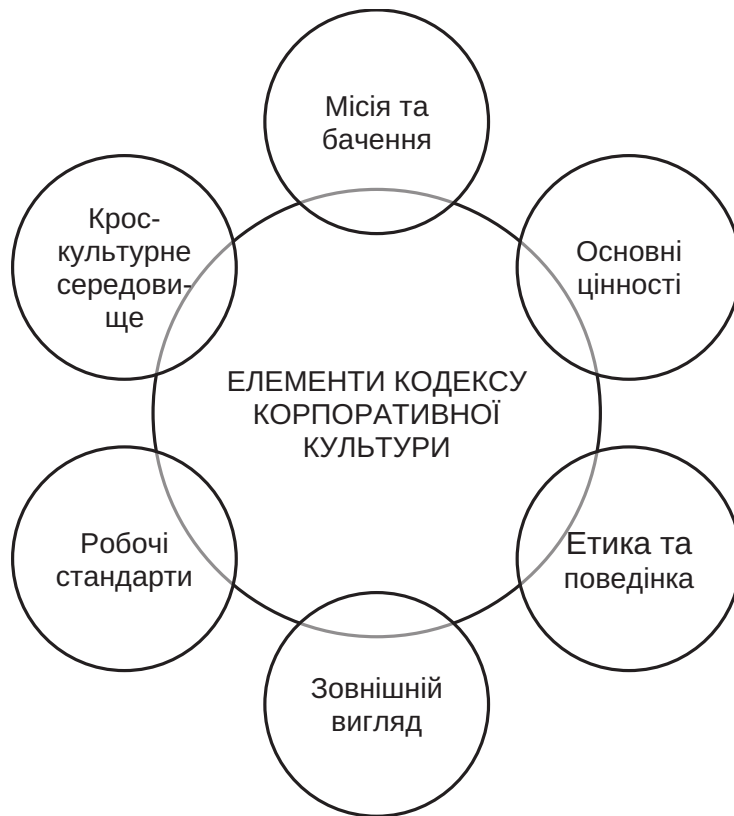 Місія та
бачення
Основні
цінності
Етика та
поведінка
Зовнішній
вигляд
Робочі
стандарти
Крос-
культурне
середови-
ще
ЕЛЕМЕНТИ КОДЕКСУ
КОРПОРАТИВНОЇ
КУЛЬТУРИ